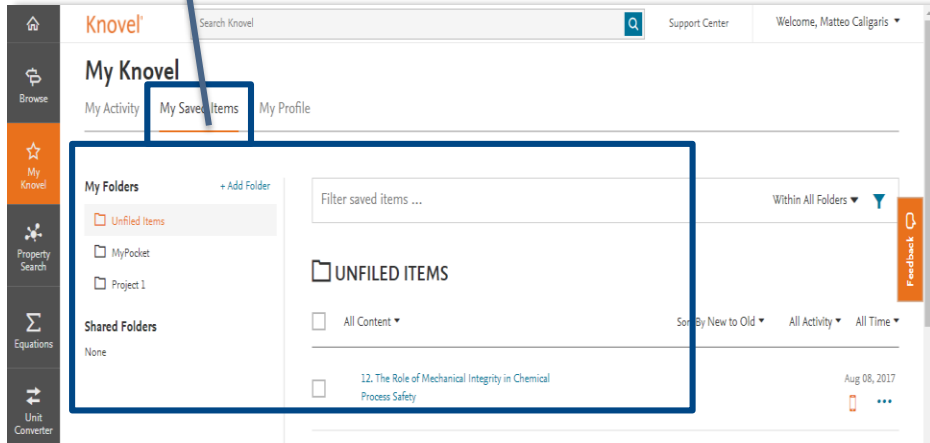 Knovel
Search Knovel
Support Center
Welcome, Matteo Caligaris
Browse
My Knovel
Property Search
Equations
Unit Converter
My Knovel
My Activity
My Saved Items
My Profile
My Folders
+ Add Folder
Unfiled Items
MyPocket
Project 1
Shared Folders
None
Filter saved items ...
Within All Folders
UNFILED ITEMS
All Content
Sort By New to Old
All Activity
All Time
12. The Role of Mechanical Integrity in Chemical
Process Safety
Aug 08, 2017
Feedback